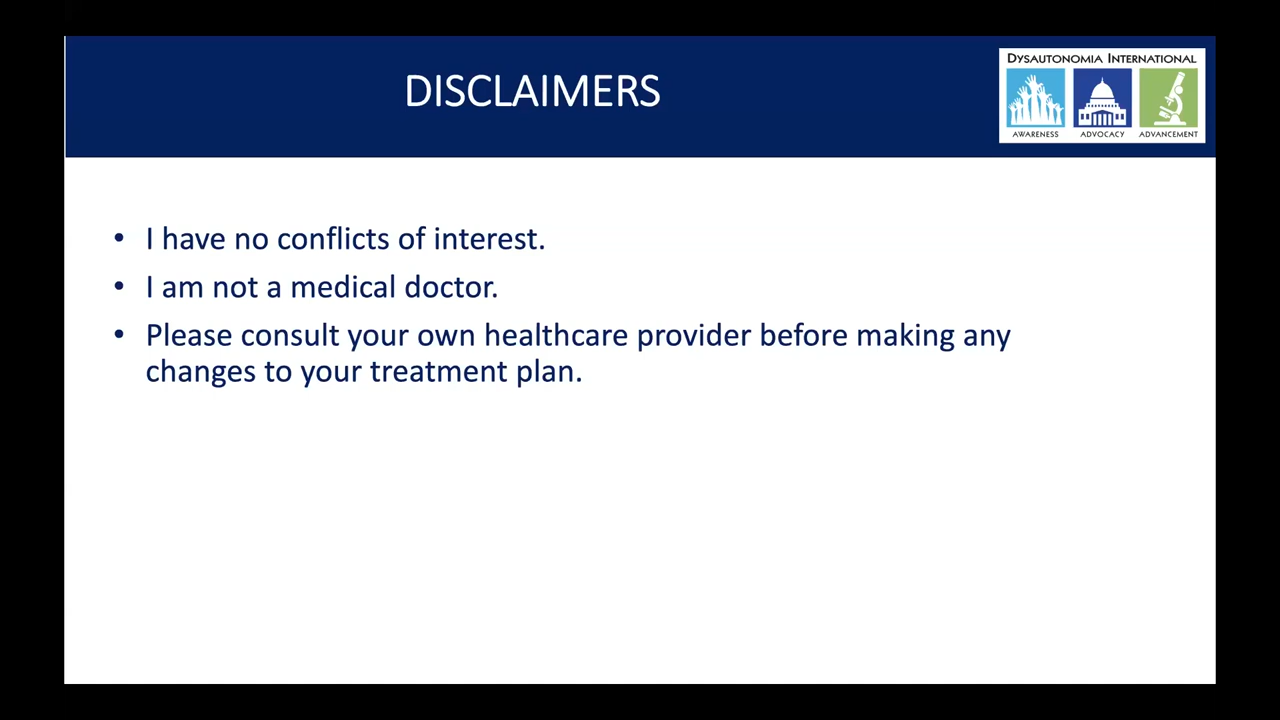 DISCLAIMERS
DYSAUTONOMIA INTERNATIONAL
AWARENESS ADVOCACY ADVANCEMENT
• I have no conflicts of interest.
• I am not a medical doctor.
• Please consult your own healthcare provider before making any
changes to your treatment plan.